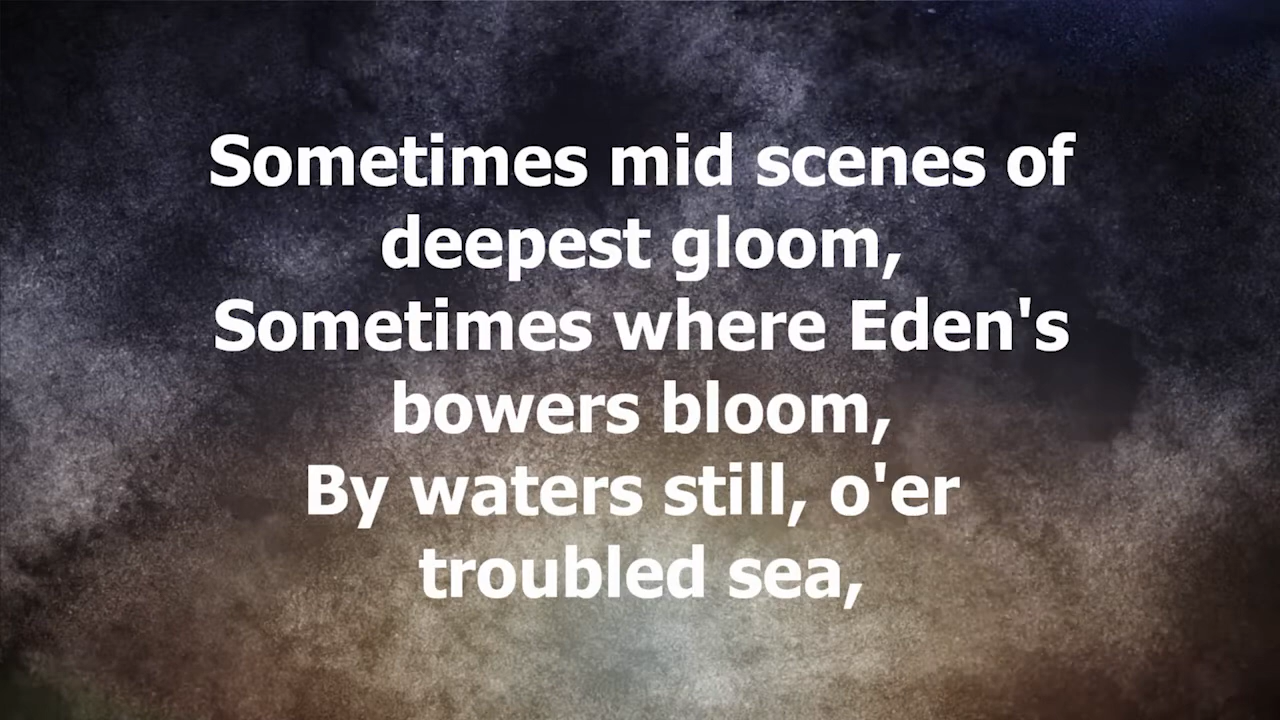 Sometimes mid scenes of
deepest gloom,
Sometimes where Eden's
bowers bloom,
By waters still, o'er
troubled sea,